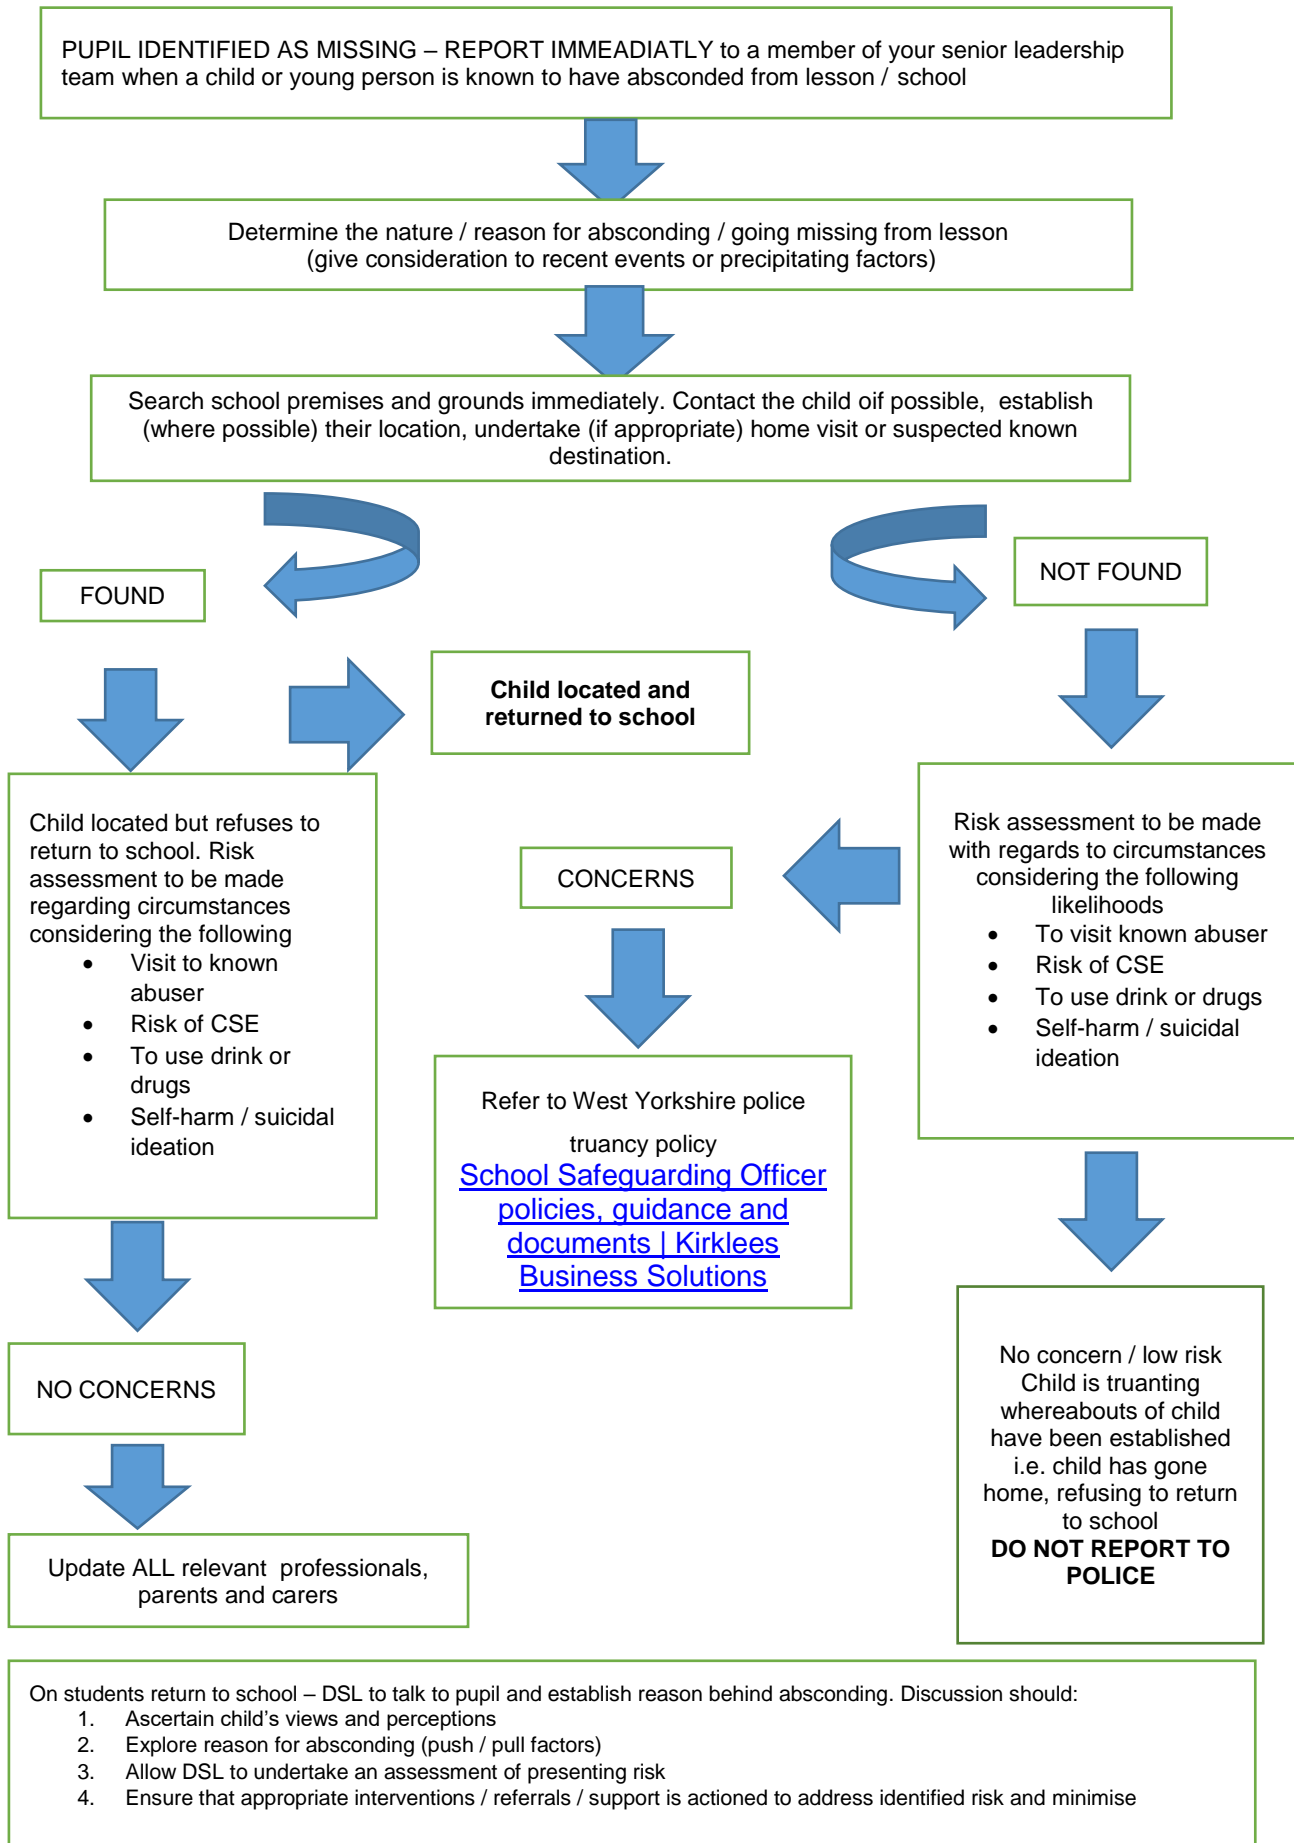 PUPIL IDENTIFIED AS MISSING – REPORT IMMEADIATLY to a member of your senior leadership
team when a child or young person is known to have absconded from lesson / school
Determine the nature / reason for absconding / going missing from lesson
(give consideration to recent events or precipitating factors)
Search school premises and grounds immediately. Contact the child oif possible, establish
(where possible) their location, undertake (if appropriate) home visit or suspected known
destination.
FOUND
NOT FOUND
Child located and
returned to school
Child located but refuses to
return to school. Risk
assessment to be made
regarding circumstances
considering the following
• Visit to known
abuser
• Risk of CSE
• To use drink or
drugs
• Self-harm / suicidal
ideation
CONCERNS
Risk assessment to be made
with regards to circumstances
considering the following
likelihoods
• To visit known abuser
• Risk of CSE
• To use drink or drugs
• Self-harm / suicidal
ideation
Refer to West Yorkshire police
truancy policy
School Safeguarding Officer
policies, guidance and
documents | Kirklees
Business Solutions
NO CONCERNS
No concern / low risk
Child is truanting
whereabouts of child
have been established
i.e. child has gone
home, refusing to return
to school
DO NOT REPORT TO
POLICE
Update ALL relevant professionals,
parents and carers
On students return to school – DSL to talk to pupil and establish reason behind absconding. Discussion should:
1. Ascertain child's views and perceptions
2. Explore reason for absconding (push / pull factors)
3. Allow DSL to undertake an assessment of presenting risk
4. Ensure that appropriate interventions / referrals / support is actioned to address identified risk and minimise